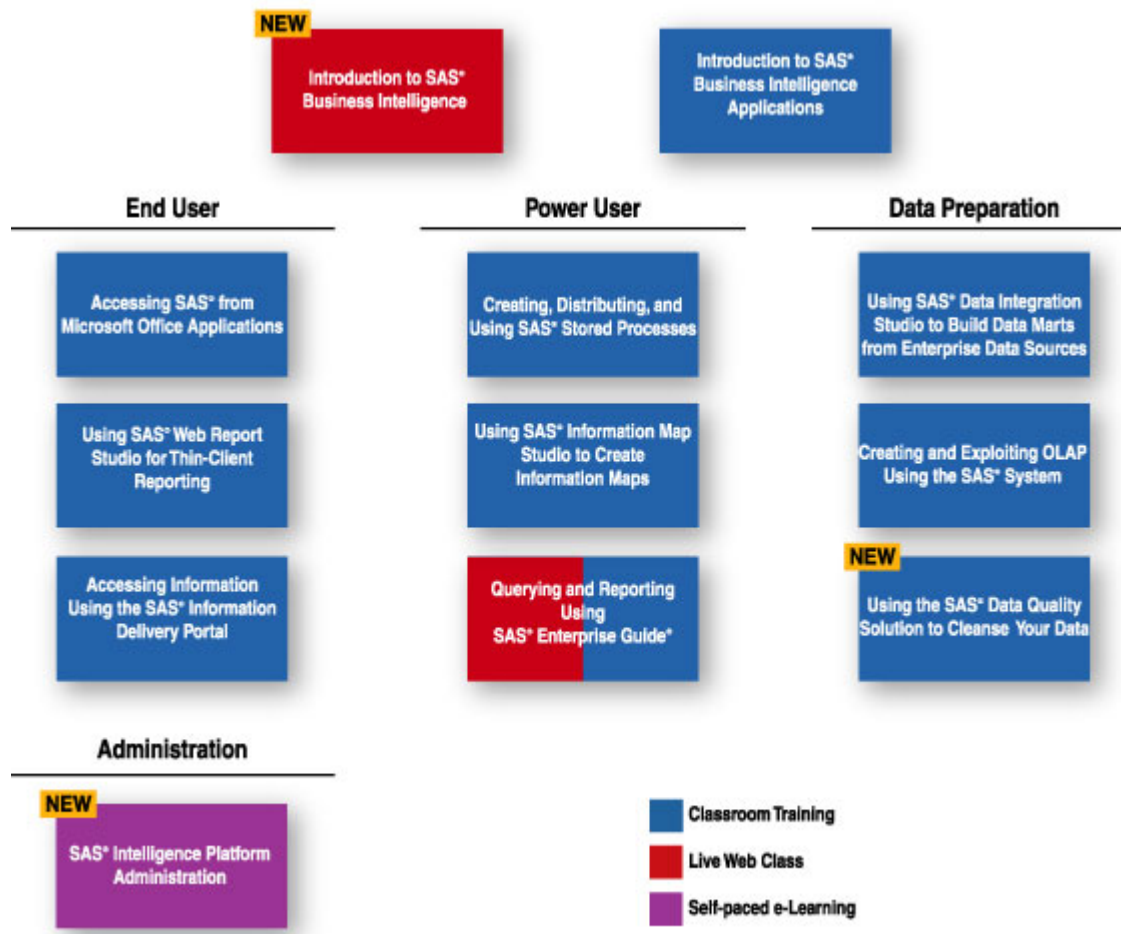 NEW
Introduction to SAS®
Business Intelligence
Introduction to SAS®
Business Intelligence
Applications
End User
Accessing SAS® from
Microsoft Office Applications
Using SAS® Web Report
Studio for Thin-Client
Reporting
Accessing Information
Using the SAS® Information
Delivery Portal
Power User
Creating, Distributing, and
Using SAS® Stored Processes
Using SAS® Information Map
Studio to Create
Information Maps
Querying and Reporting
Using
SAS® Enterprise Guide®
Data Preparation
Using SAS® Data Integration
Studio to Build Data Marts
from Enterprise Data Sources
Creating and Exploiting OLAP
Using the SAS® System
NEW
Using the SAS® Data Quality
Solution to Cleanse Your Data
Administration
NEW
SAS® Intelligence Platform
Administration
Classroom Training
Live Web Class
Self-paced e-Learning